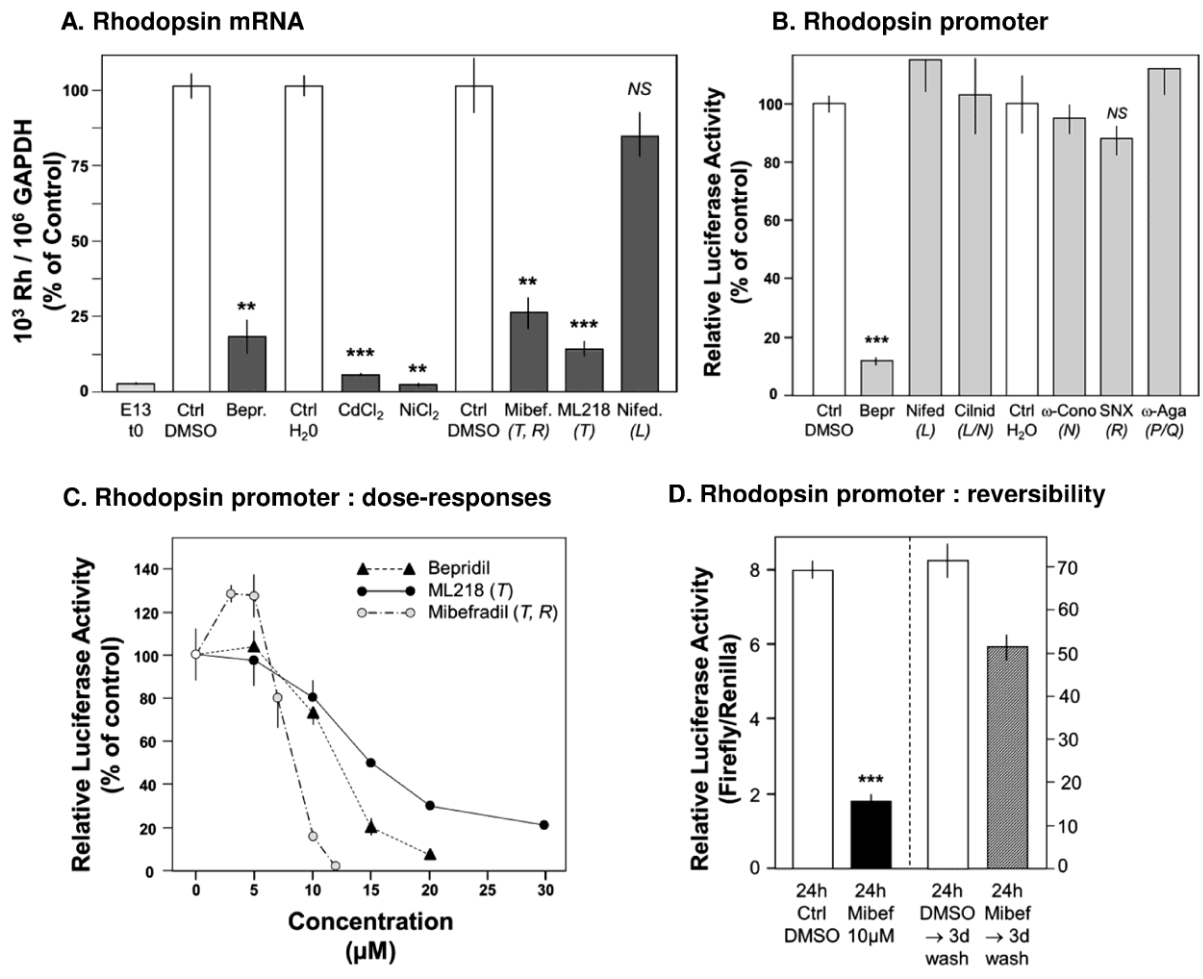 A. Rhodopsin mRNA
10³ Rh / 10⁶ GAPDH
(% of Control)
100
75
50
25
0
**
***
**
**
***
NS
E13
t0
Ctrl
DMSO
Bepr.
Ctrl
H₂0
CdCl₂
NiCl₂
Ctrl
DMSO
Mibef.
(T, R)
ML218
(T)
Nifed.
(L)
B. Rhodopsin promoter
Relative Luciferase Activity
(% of control)
100
80
60
40
20
0
***
NS
Ctrl
DMSO
Bepr
Nifed
(L)
Cilnid
(L/N)
Ctrl
H₂O
ω-Cono
(N)
SNX
(R)
ω-Aga
(P/Q)
C. Rhodopsin promoter : dose-responses
Relative Luciferase Activity
(% of control)
140
120
100
80
60
40
20
0
Bepridil
ML218 (T)
Mibefradil (T, R)
0
5
10
15
20
30
Concentration
(µM)
D. Rhodopsin promoter : reversibility
Relative Luciferase Activity
(Firefly/Renilla)
8
6
4
2
0
***
70
60
50
40
30
20
10
0
24h
Ctrl
DMSO
24h
Mibef
10µM
24h
DMSO
→ 3d
wash
24h
Mibef
→ 3d
wash